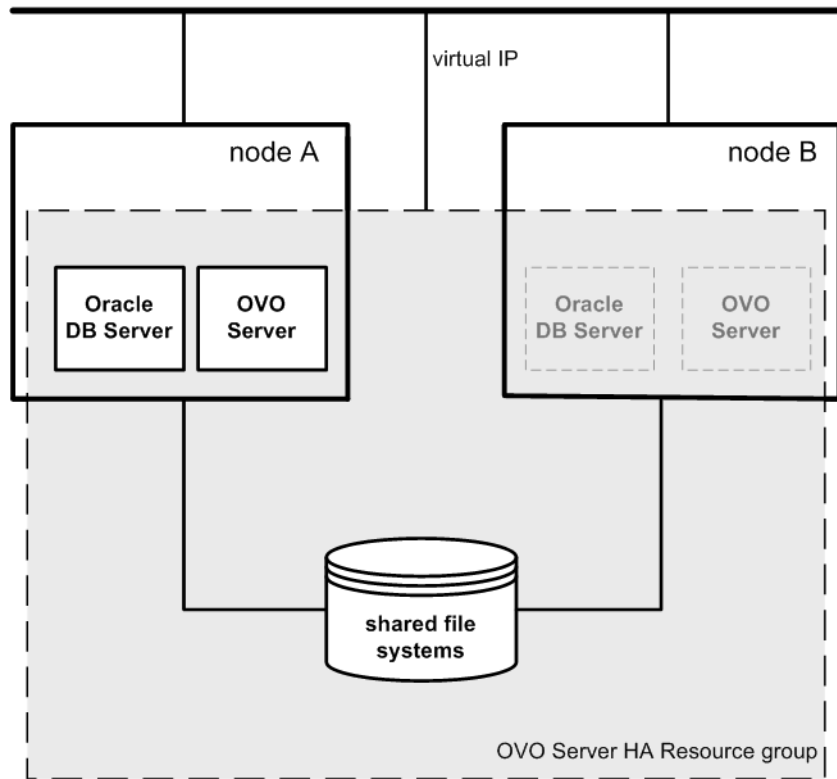 virtual IP
node A
node B
Oracle
DB Server
OVO
Server
Oracle
DB Server
OVO
Server
shared file
systems
OVO Server HA Resource group